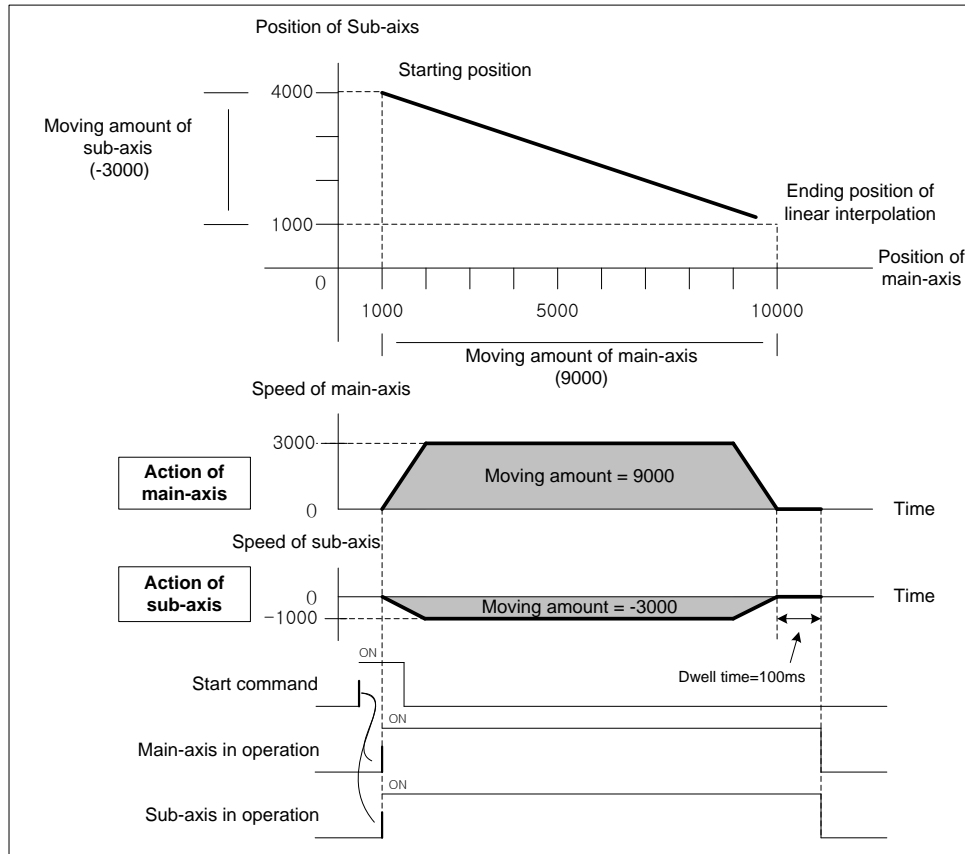 Position of Sub-aixs
Starting position
4000
Moving amount of
sub-axis
(-3000)
Ending position of
linear interpolation
1000
Position of
main-axis
0
1000
5000
10000
Moving amount of main-axis
(9000)
Speed of main-axis
3000
Action of
main-axis
Moving amount = 9000
0
Time
Speed of sub-axis
Action of
sub-axis
0
Time
Moving amount = -3000
-1000
Dwell time=100ms
ON
Start command
ON
Main-axis in operation
ON
Sub-axis in operation